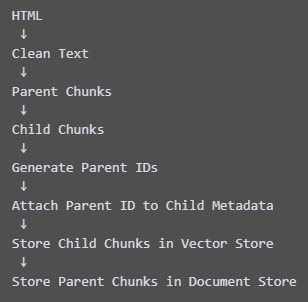 HTML
↓
Clean Text
↓
Parent Chunks
↓
Child Chunks
↓
Generate Parent IDs
↓
Attach Parent ID to Child Metadata
↓
Store Child Chunks in Vector Store
↓
Store Parent Chunks in Document Store